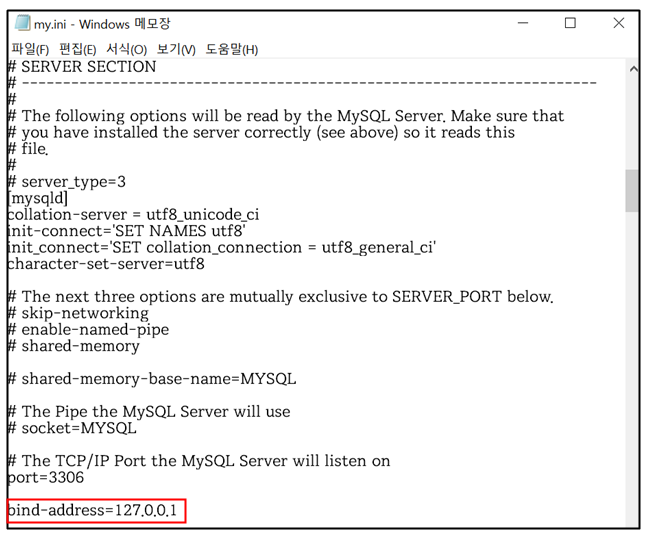 my.ini - Windows 메모장
파일(F) 편집(E) 서식(O) 보기(V) 도움말(H)
# SERVER SECTION
# ----------------------------------------------------------------------
#
# The following options will be read by the MySQL Server. Make sure that
# you have installed the server correctly (see above) so it reads this
# file.
#
# server_type=3
[mysqld]
collation-server = utf8_unicode_ci
init-connect='SET NAMES utf8'
init_connect='SET collation_connection = utf8_general_ci'
character-set-server=utf8

# The next three options are mutually exclusive to SERVER_PORT below.
# skip-networking
# enable-named-pipe
# shared-memory

# shared-memory-base-name=MYSQL

# The Pipe the MySQL Server will use
# socket=MYSQL

# The TCP/IP Port the MySQL Server will listen on
port=3306

bind-address=127.0.0.1